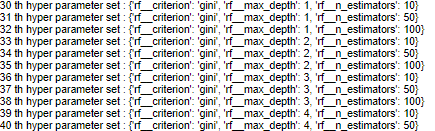 30 th hyper parameter set : {'rf__criterion': 'gini', 'rf__max_depth': 1, 'rf__n_estimators': 10}
31 th hyper parameter set : {'rf__criterion': 'gini', 'rf__max_depth': 1, 'rf__n_estimators': 50}
32 th hyper parameter set : {'rf__criterion': 'gini', 'rf__max_depth': 1, 'rf__n_estimators': 100}
33 th hyper parameter set : {'rf__criterion': 'gini', 'rf__max_depth': 2, 'rf__n_estimators': 10}
34 th hyper parameter set : {'rf__criterion': 'gini', 'rf__max_depth': 2, 'rf__n_estimators': 50}
35 th hyper parameter set : {'rf__criterion': 'gini', 'rf__max_depth': 2, 'rf__n_estimators': 100}
36 th hyper parameter set : {'rf__criterion': 'gini', 'rf__max_depth': 3, 'rf__n_estimators': 10}
37 th hyper parameter set : {'rf__criterion': 'gini', 'rf__max_depth': 3, 'rf__n_estimators': 50}
38 th hyper parameter set : {'rf__criterion': 'gini', 'rf__max_depth': 3, 'rf__n_estimators': 100}
39 th hyper parameter set : {'rf__criterion': 'gini', 'rf__max_depth': 4, 'rf__n_estimators': 10}
40 th hyper parameter set : {'rf__criterion': 'gini', 'rf__max_depth': 4, 'rf__n_estimators': 50}